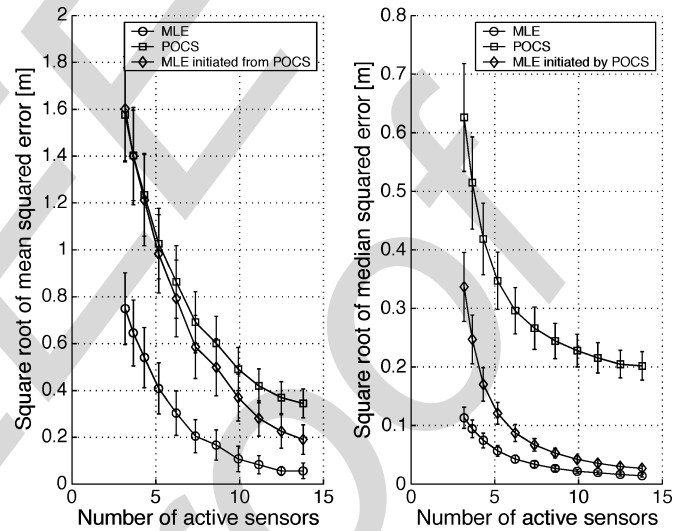 MLE
POCS
MLE initiated from POCS
2
1.8
1.6
1.4
1.2
1
0.8
0.6
0.4
0.2
0
0
5
10
15
Square root of mean squared error [m]
Number of active sensors
MLE
POCS
MLE initiated by POCS
0.8
0.7
0.6
0.5
0.4
0.3
0.2
0.1
0
0
5
10
15
Square root of median squared error [m]
Number of active sensors